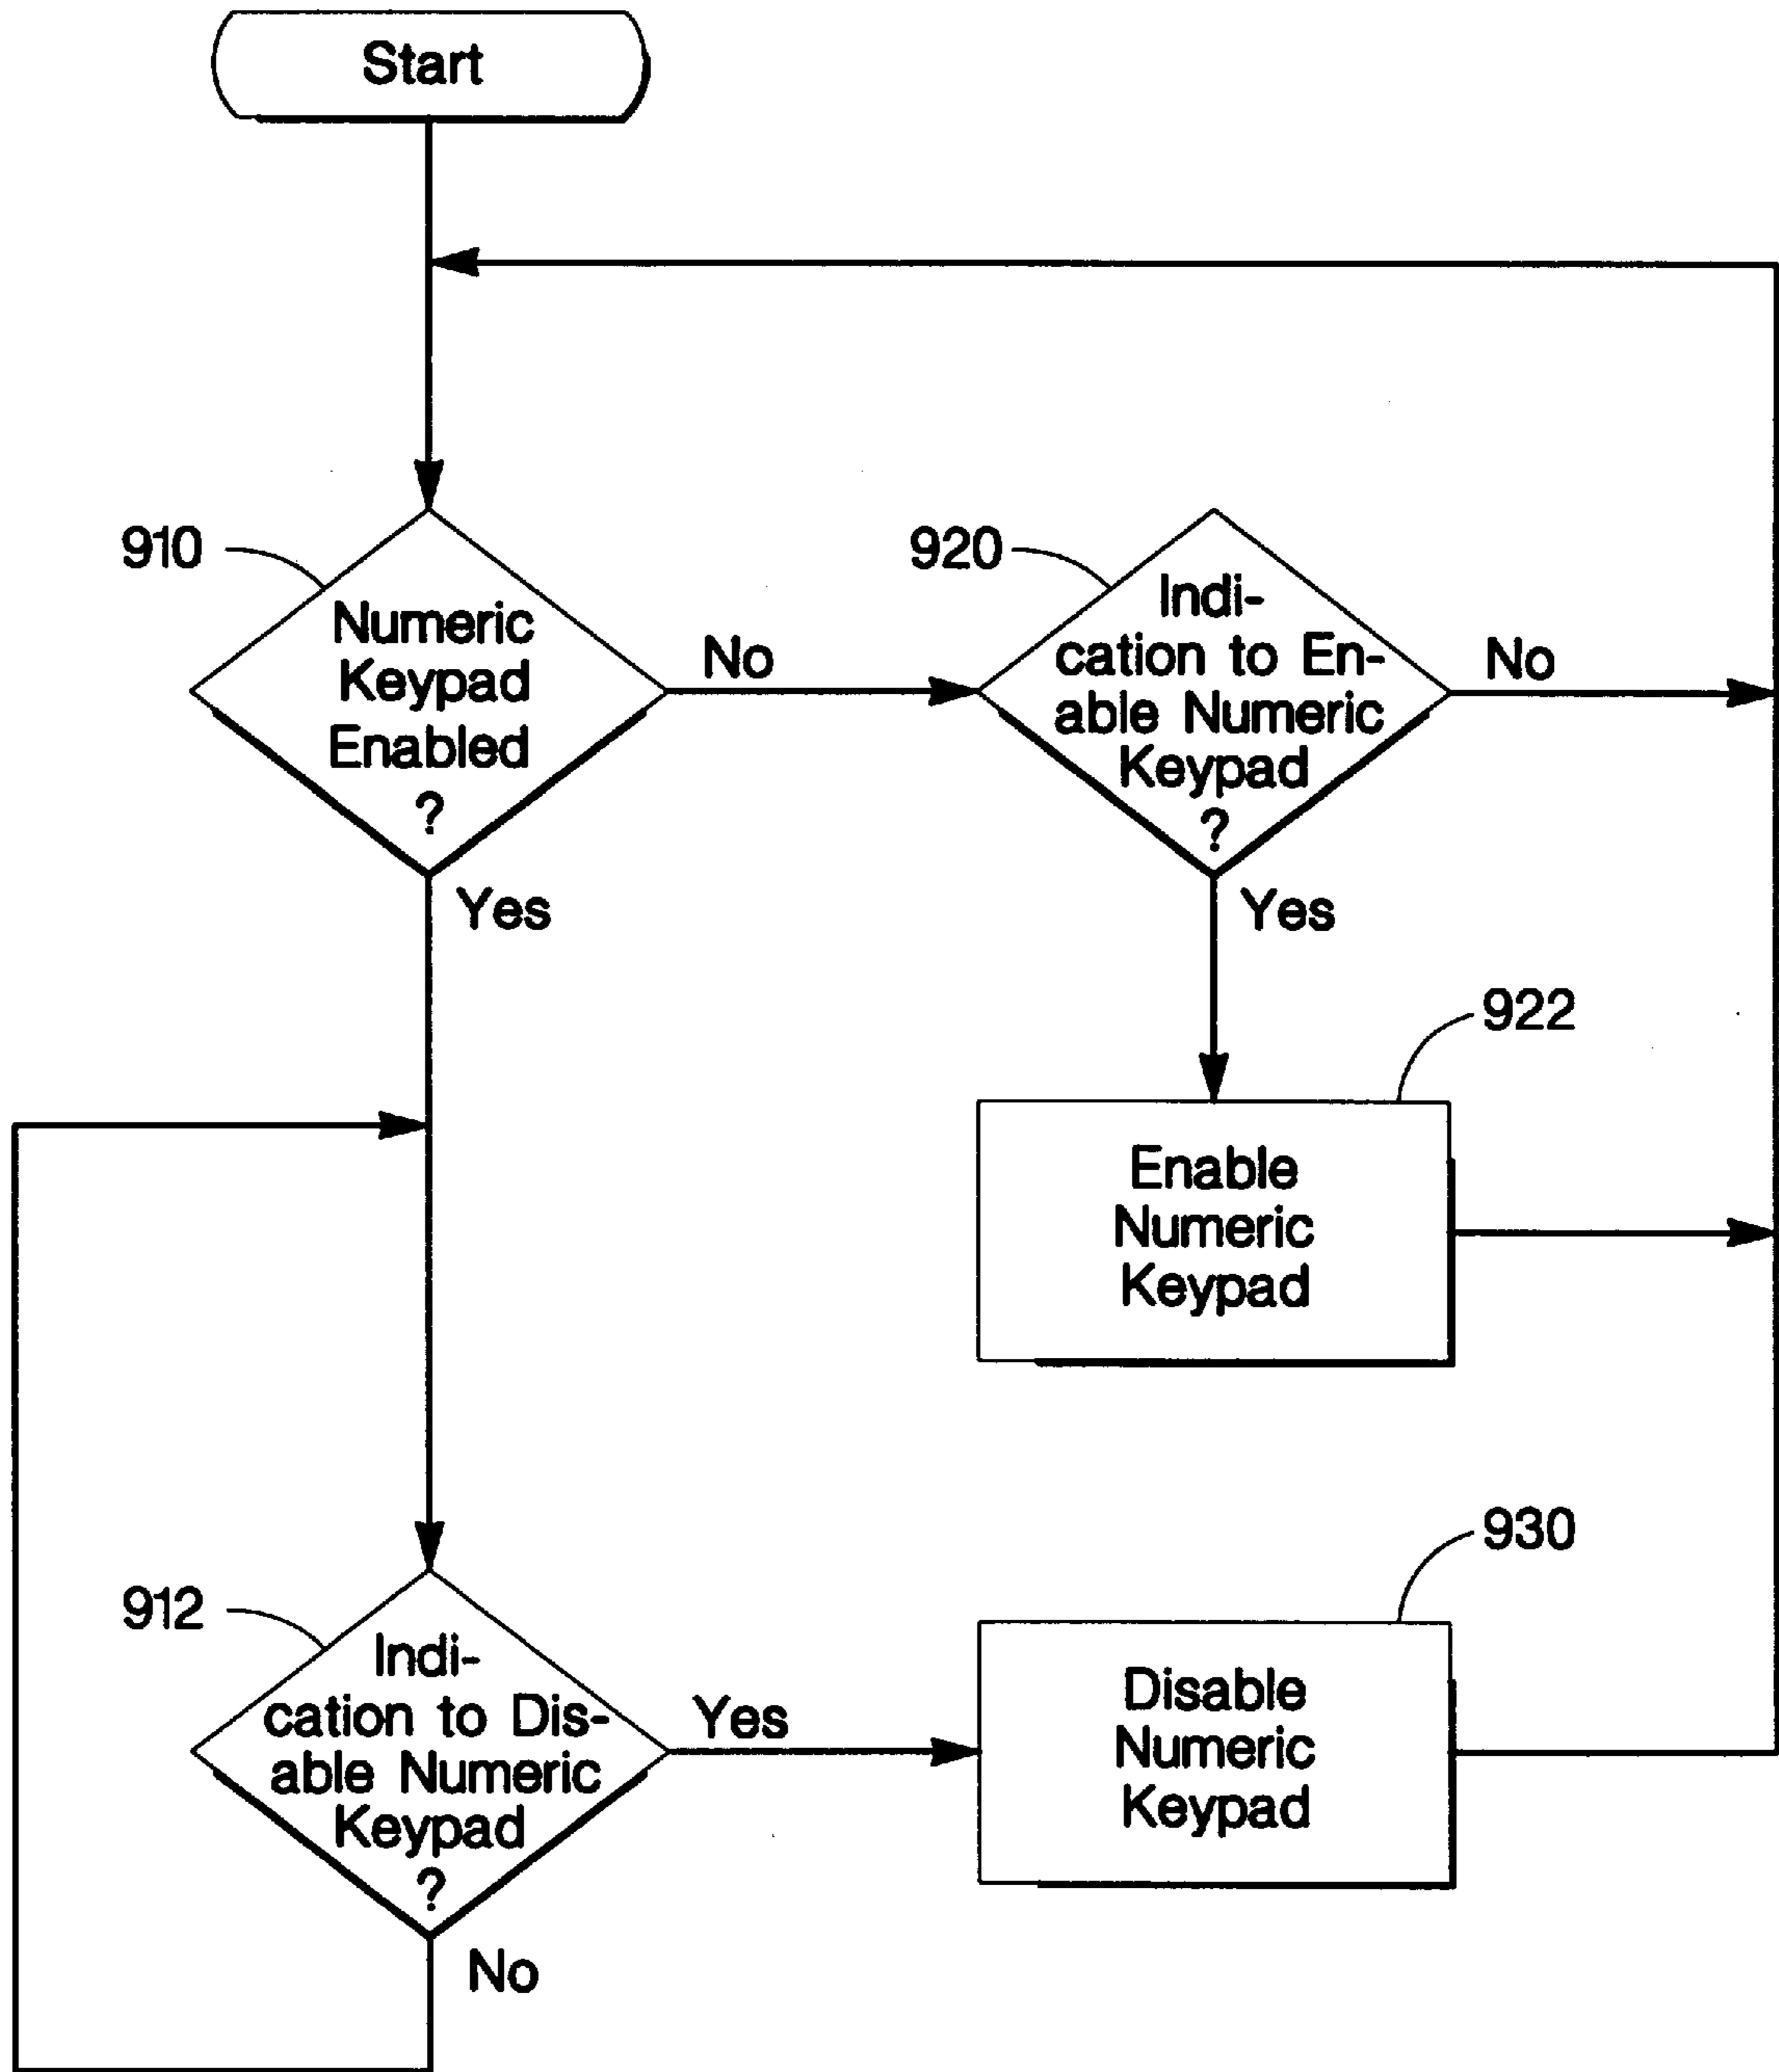 Start
910
Numeric
Keypad
Enabled
?
No
Yes
920
Indi-
cation to En-
able Numeric
Keypad
?
No
Yes
922
Enable
Numeric
Keypad
912
Indi-
cation to Dis-
able Numeric
Keypad
?
Yes
No
930
Disable
Numeric
Keypad